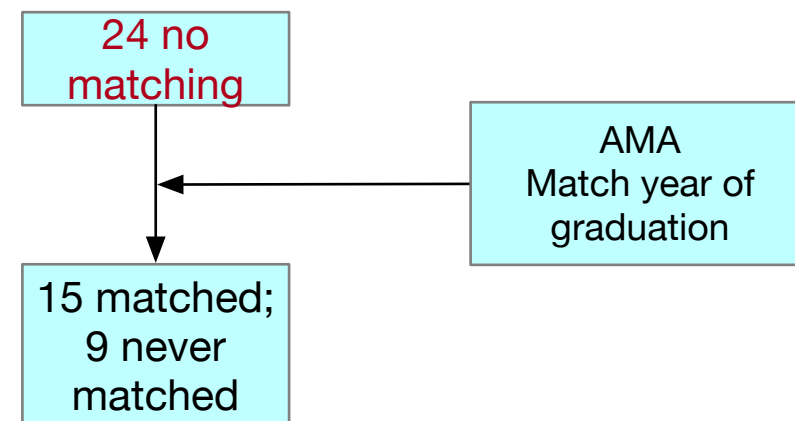 24 no
matching
AMA
Match year of
graduation
15 matched;
9 never
matched